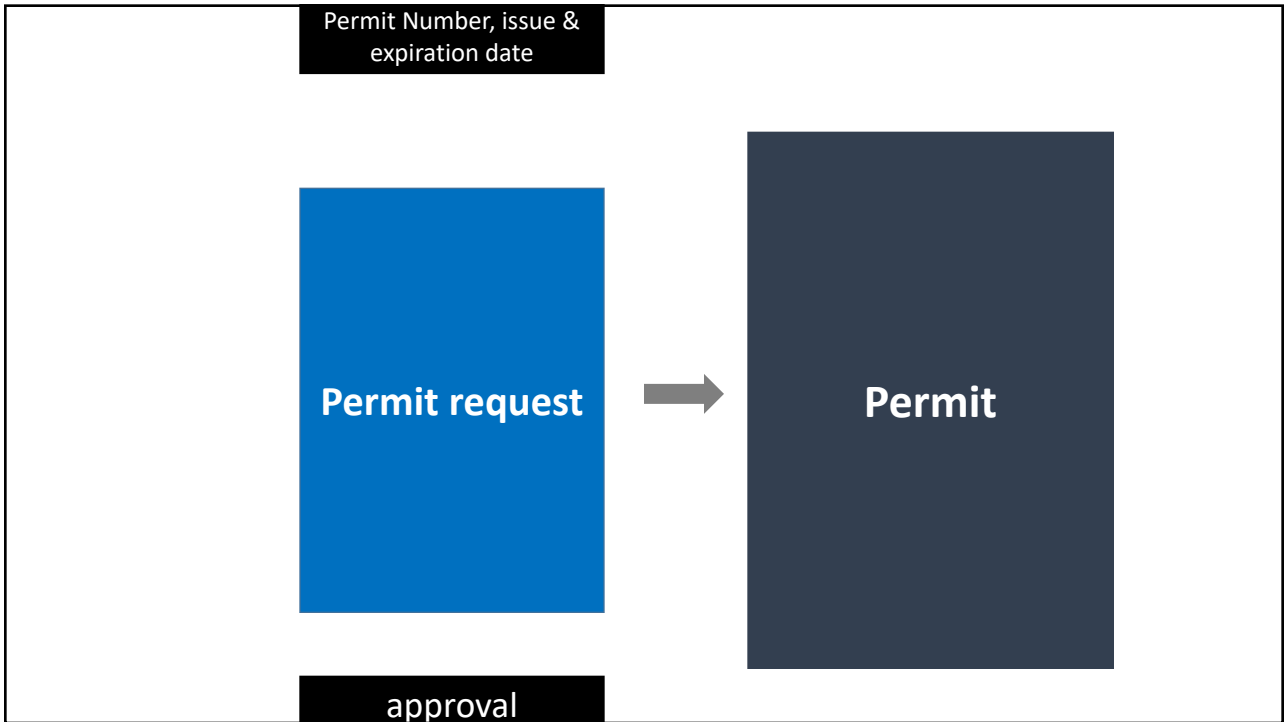 Permit Number, issue &
expiration date
Permit request
Permit
approval